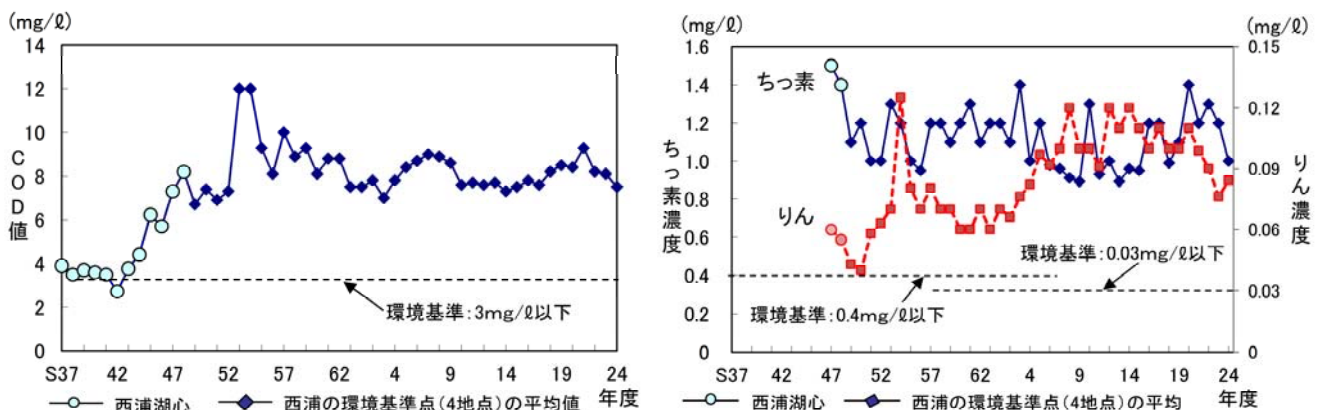 (mg/ℓ)
14
12
10
8
6
4
2
0
COD値
環境基準:3mg/ℓ以下
S37 42 47 52 57 62 4 9 14 19 24
年度
西浦湖心 西浦の環境基準点(4地点)の平均値
(mg/ℓ) (mg/ℓ)
1.6
1.4
1.2
1.0
0.8
0.6
0.4
0.2
0.0
ちっ素濃度
ちっ素
りん
環境基準:0.03mg/ℓ以下
環境基準:0.4mg/ℓ以下
0.15
0.12
0.09
0.06
0.03
0
りん濃度
S37 42 47 52 57 62 4 9 14 19 24
年度
西浦湖心 西浦の環境基準点(4地点)の平均